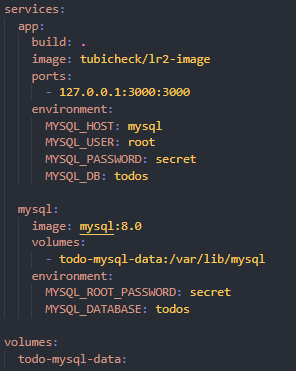 services:
  app:
    build: .
    image: tubicheck/lr2-image
    ports:
      - 127.0.0.1:3000:3000
    environment:
      MYSQL_HOST: mysql
      MYSQL_USER: root
      MYSQL_PASSWORD: secret
      MYSQL_DB: todos

  mysql:
    image: mysql:8.0
    volumes:
      - todo-mysql-data:/var/lib/mysql
    environment:
      MYSQL_ROOT_PASSWORD: secret
      MYSQL_DATABASE: todos

volumes:
  todo-mysql-data: